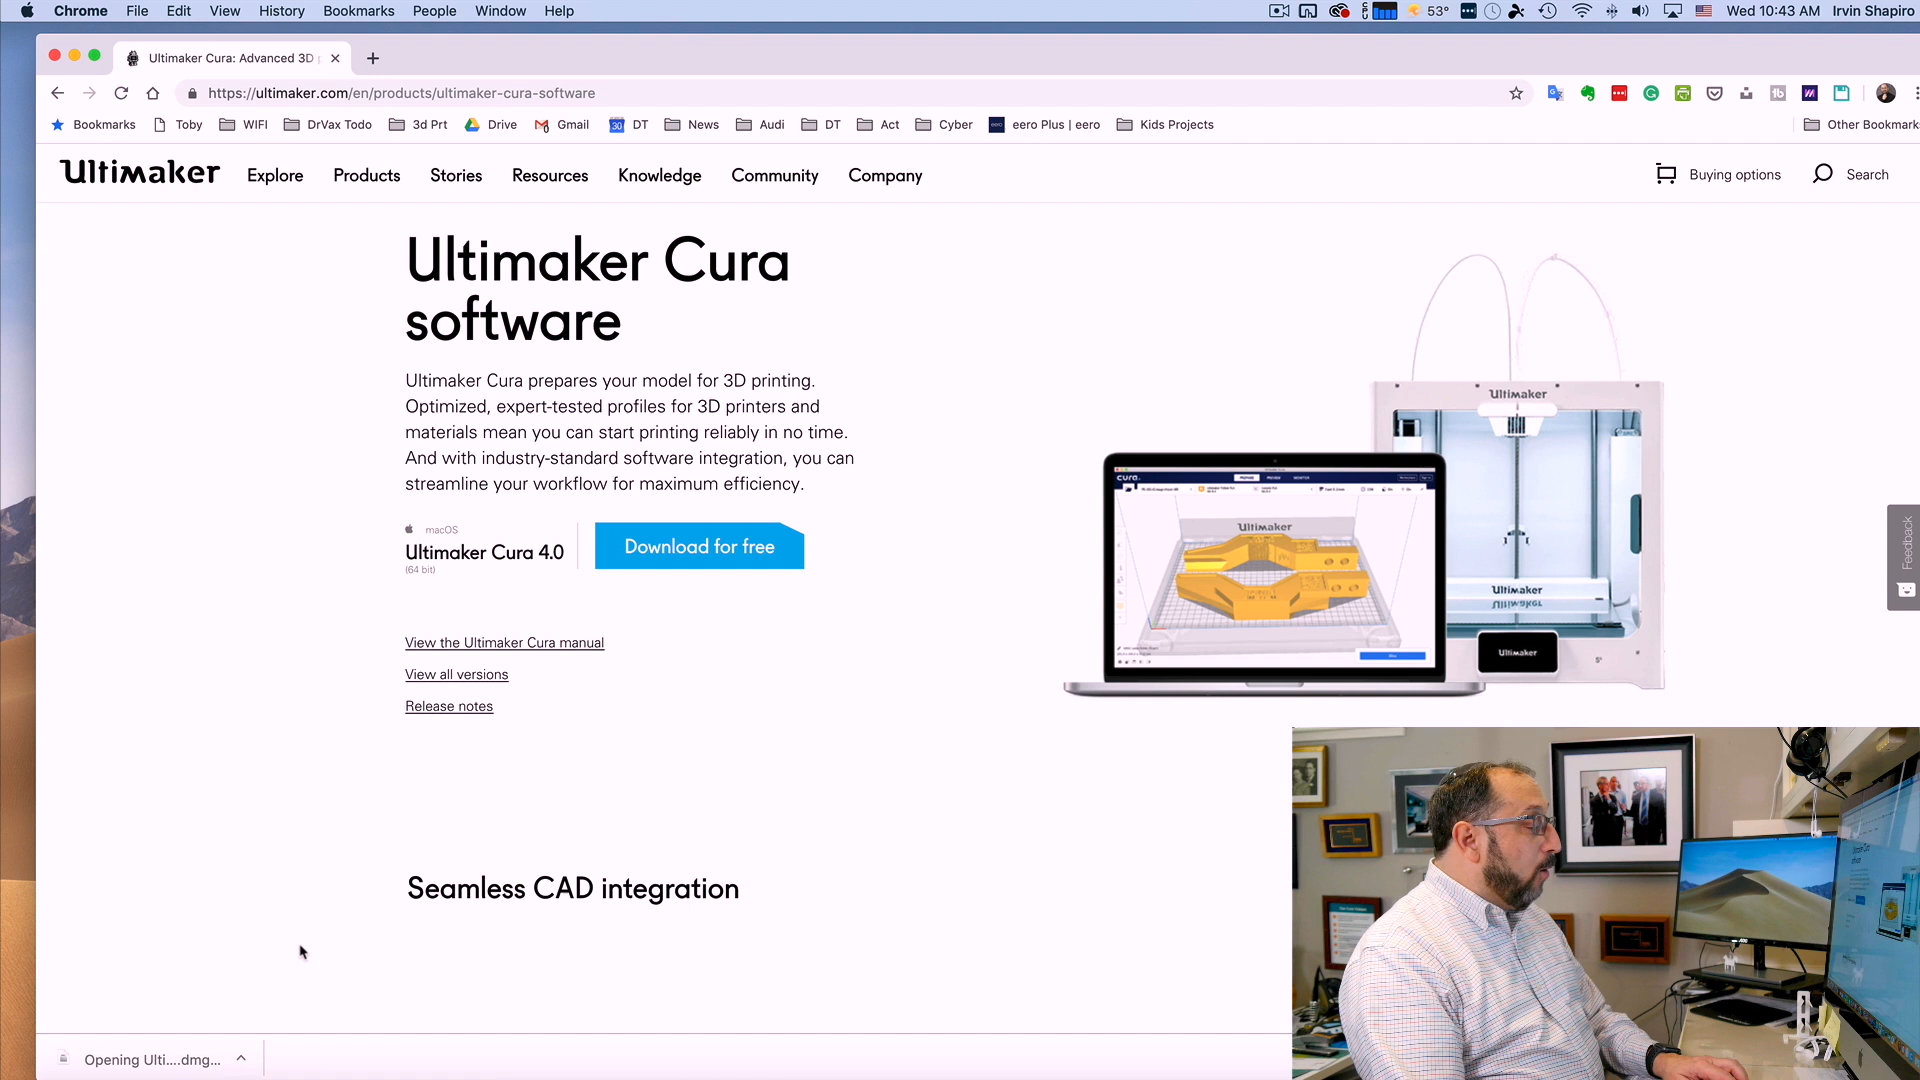 Chrome File Edit View History Bookmarks People Window Help
53° Wed 10:43 AM Irvin Shapiro
Ultimaker Cura: Advanced 3D
https://ultimaker.com/en/products/ultimaker-cura-software
Bookmarks Toby WIFI DrVax Todo 3d Prt Drive Gmail 30 DT News Audi DT Act Cyber eero Plus | eero Kids Projects Other Bookmark
Ultimaker Explore Products Stories Resources Knowledge Community Company Buying options Search
Ultimaker Cura
software
Ultimaker Cura prepares your model for 3D printing.
Optimized, expert-tested profiles for 3D printers and
materials mean you can start printing reliably in no time.
And with industry-standard software integration, you can
streamline your workflow for maximum efficiency.
macOS
Ultimaker Cura 4.0
(64 bit)
Download for free
View the Ultimaker Cura manual
View all versions
Release notes
Ultimaker
cura
Ultimaker
Ultimaker
Ultimaker
Ultimaker
Feedback
Seamless CAD integration
Opening Ulti....dmg...